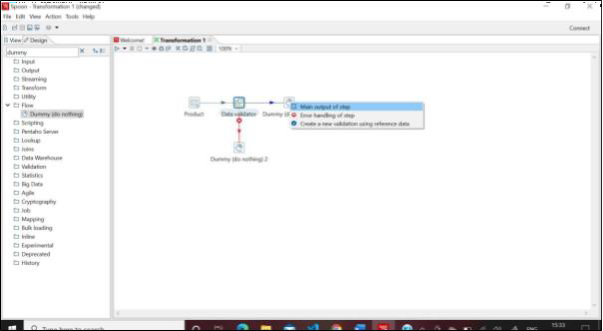 Spoon - Transformation 1 (changed)
File Edit View Action Tools Help
Connect
View Design
Welcome! Transformation 1
dummy
100%
Input
Output
Streaming
Transform
Utility
Flow
Dummy (do nothing)
Scripting
Pentaho Server
Lookup
Joins
Data Warehouse
Validation
Statistics
Big Data
Agile
Cryptography
Job
Mapping
Bulk loading
Inline
Experimental
Deprecated
History
Product
Data validator
Dummy (d
Main output of step
Error handling of step
Create a new validation using reference data
Dummy (do nothing) 2
Type here to search
ENG
15:33